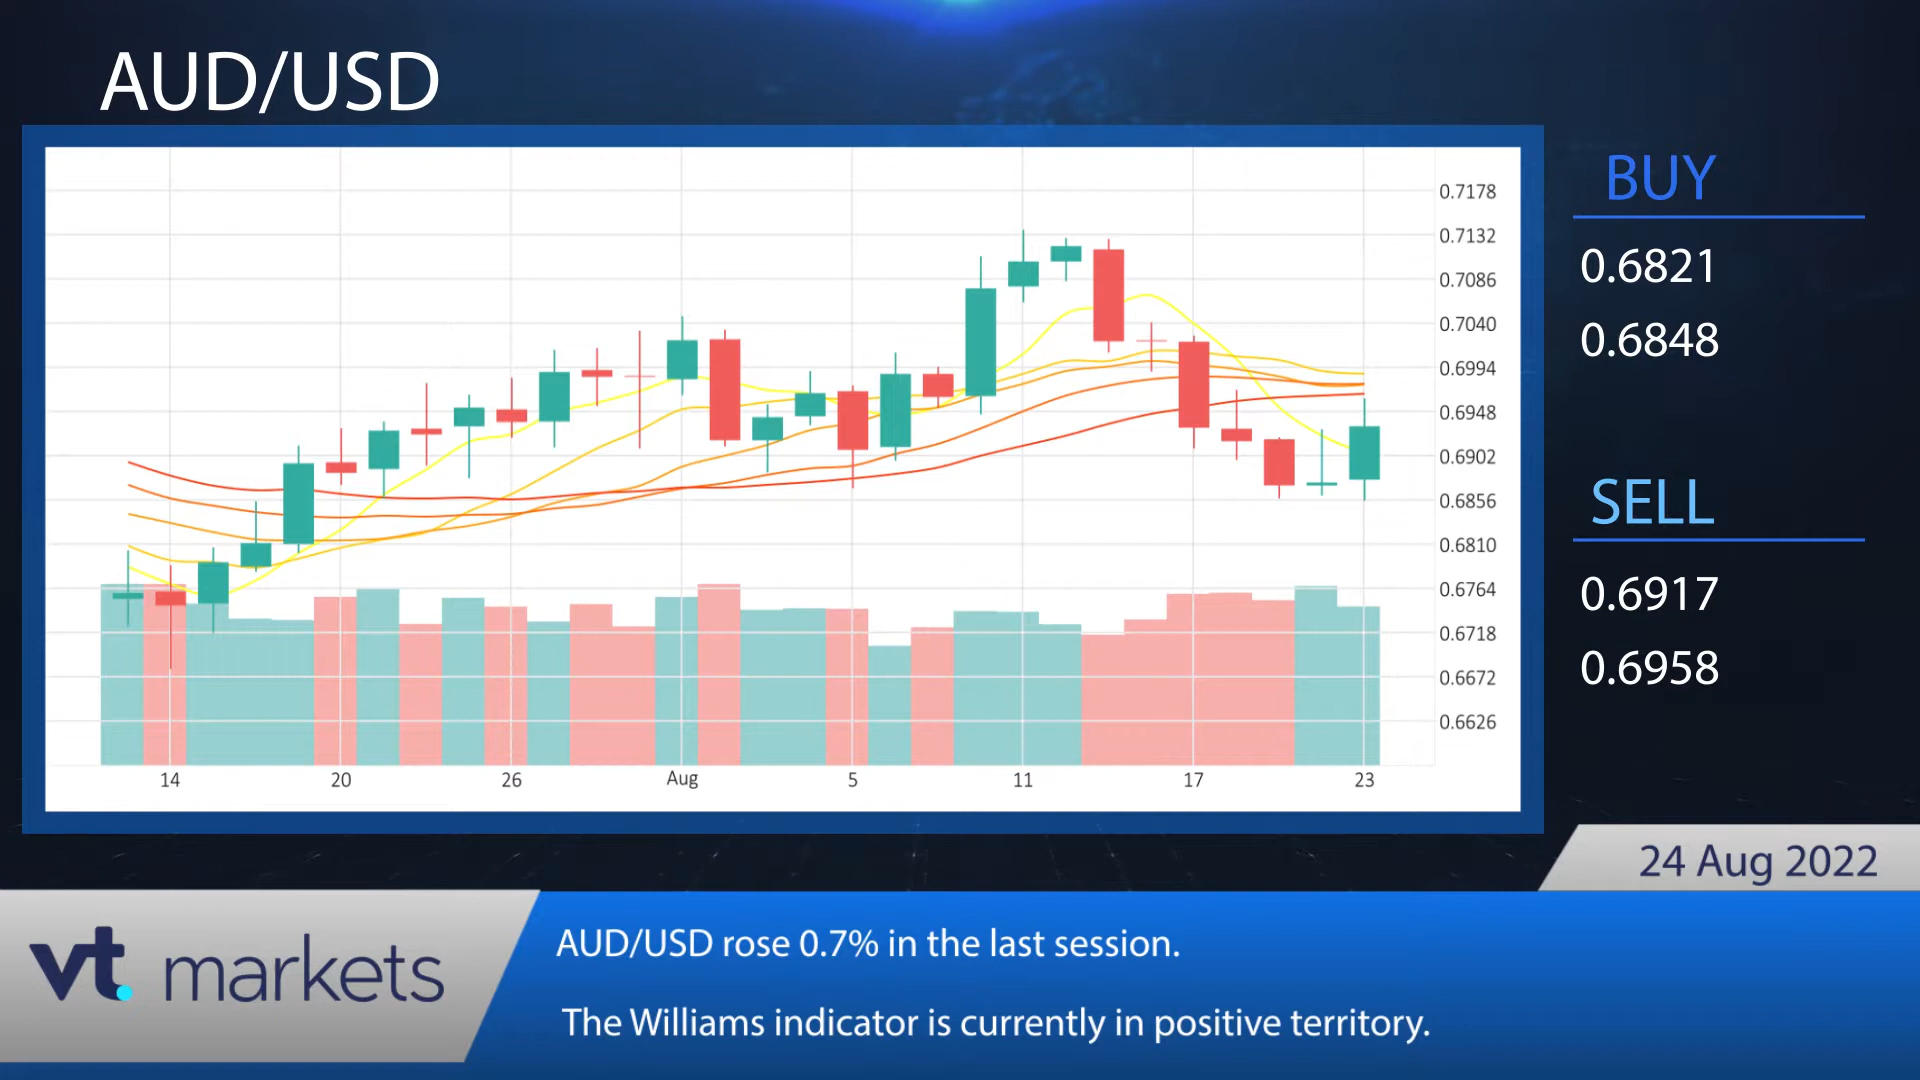 AUD/USD
0.7178
0.7132
0.7086
0.7040
0.6994
0.6948
0.6902
0.6856
0.6810
0.6764
0.6718
0.6672
0.6626
14 20 26 Aug 5 11 17 23
BUY
0.6821
0.6848
SELL
0.6917
0.6958
24 Aug 2022
vt. markets
AUD/USD rose 0.7% in the last session.
The Williams indicator is currently in positive territory.